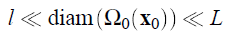 l ≪ diam(Ω₀(𝐱₀)) ≪ L